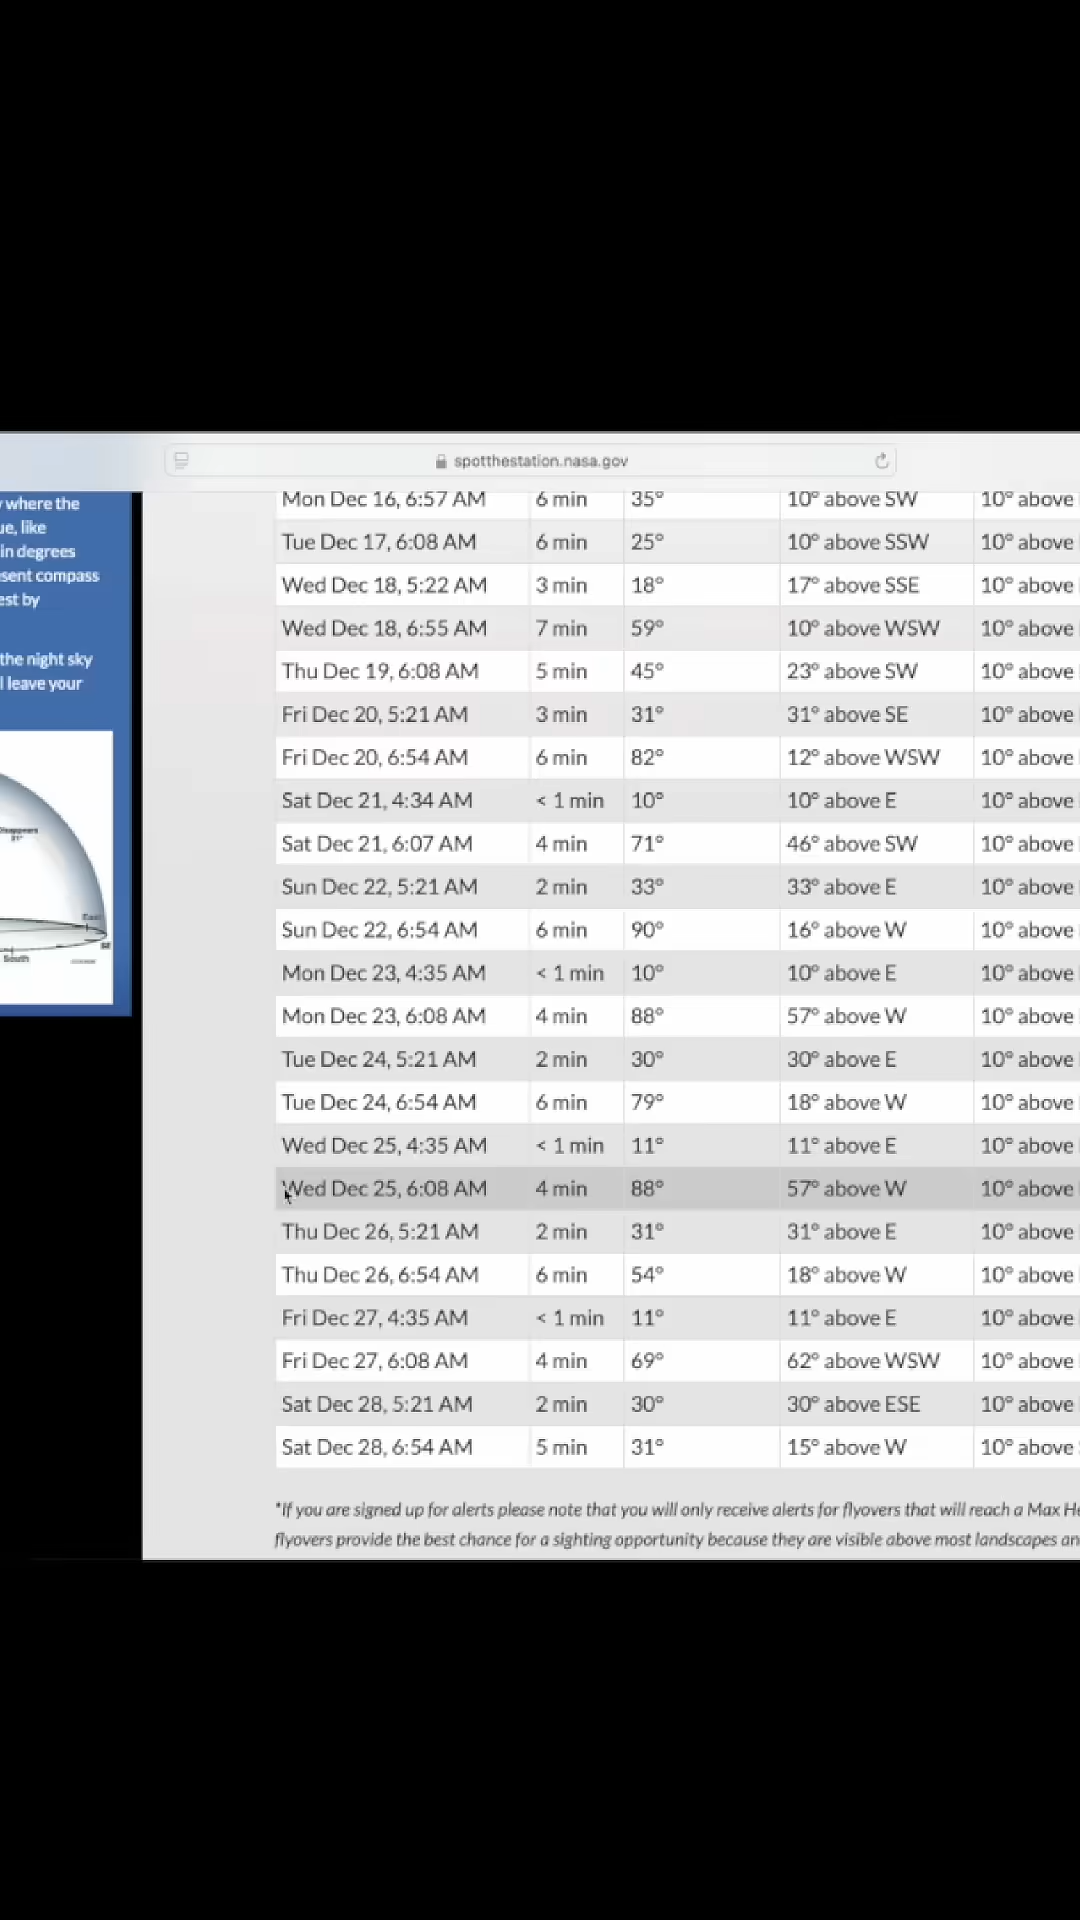 spotthestation.nasa.gov
where the
ue, like
in degrees
sent compass
est by
the night sky
l leave your
Disappears
East
SE
South
Mon Dec 16, 6:57 AM 6 min 35° 10° above SW 10° above
Tue Dec 17, 6:08 AM 6 min 25° 10° above SSW 10° above
Wed Dec 18, 5:22 AM 3 min 18° 17° above SSE 10° above
Wed Dec 18, 6:55 AM 7 min 59° 10° above WSW 10° above
Thu Dec 19, 6:08 AM 5 min 45° 23° above SW 10° above
Fri Dec 20, 5:21 AM 3 min 31° 31° above SE 10° above
Fri Dec 20, 6:54 AM 6 min 82° 12° above WSW 10° above
Sat Dec 21, 4:34 AM < 1 min 10° 10° above E 10° above
Sat Dec 21, 6:07 AM 4 min 71° 46° above SW 10° above
Sun Dec 22, 5:21 AM 2 min 33° 33° above E 10° above
Sun Dec 22, 6:54 AM 6 min 90° 16° above W 10° above
Mon Dec 23, 4:35 AM < 1 min 10° 10° above E 10° above
Mon Dec 23, 6:08 AM 4 min 88° 57° above W 10° above
Tue Dec 24, 5:21 AM 2 min 30° 30° above E 10° above
Tue Dec 24, 6:54 AM 6 min 79° 18° above W 10° above
Wed Dec 25, 4:35 AM < 1 min 11° 11° above E 10° above
Wed Dec 25, 6:08 AM 4 min 88° 57° above W 10° above
Thu Dec 26, 5:21 AM 2 min 31° 31° above E 10° above
Thu Dec 26, 6:54 AM 6 min 54° 18° above W 10° above
Fri Dec 27, 4:35 AM < 1 min 11° 11° above E 10° above
Fri Dec 27, 6:08 AM 4 min 69° 62° above WSW 10° above
Sat Dec 28, 5:21 AM 2 min 30° 30° above ESE 10° above
Sat Dec 28, 6:54 AM 5 min 31° 15° above W 10° above
*If you are signed up for alerts please note that you will only receive alerts for flyovers that will reach a Max He
flyovers provide the best chance for a sighting opportunity because they are visible above most landscapes an